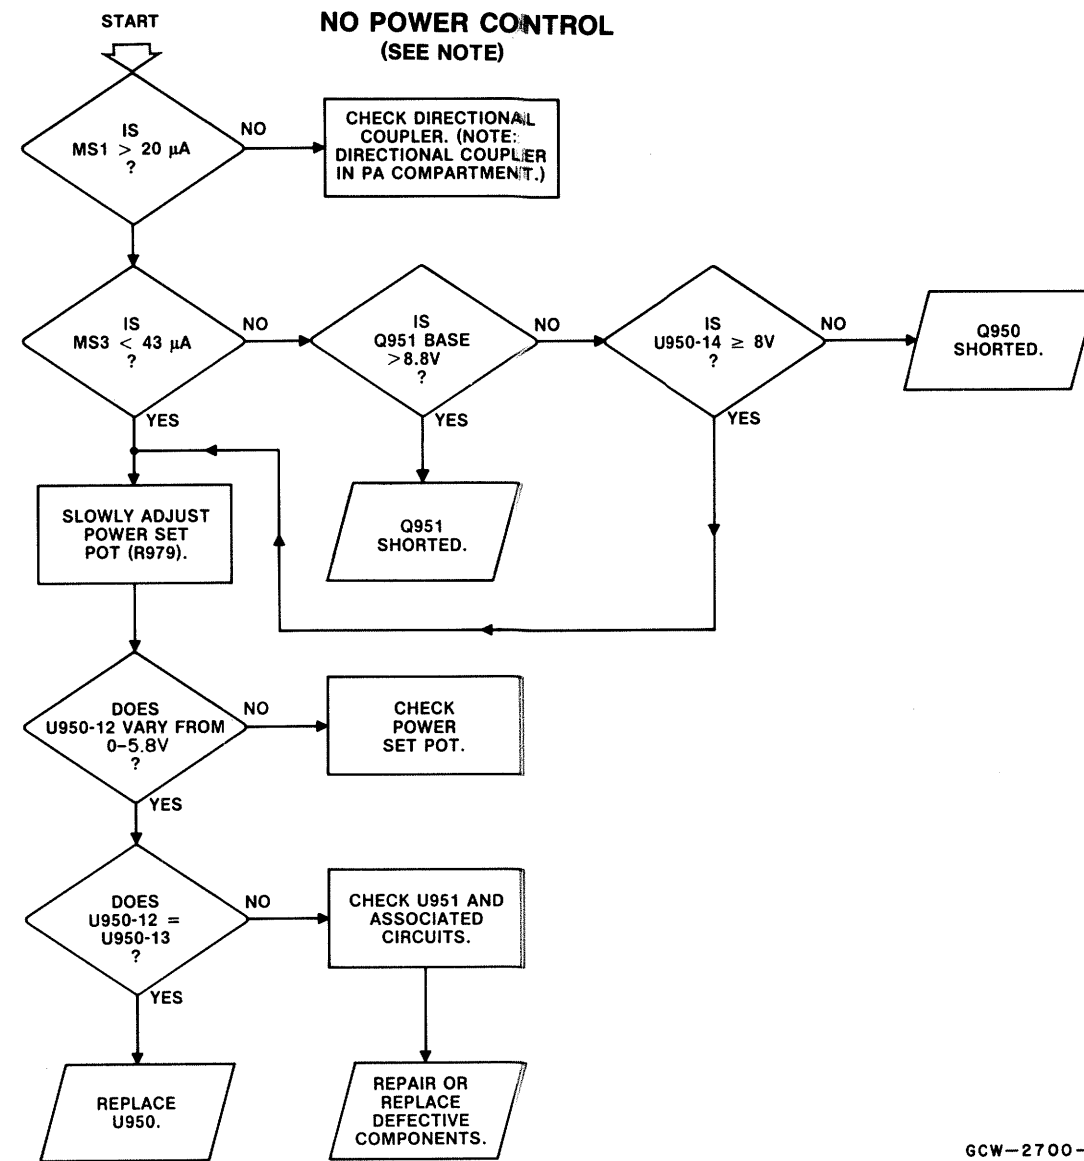 START
NO POWER CONTROL
(SEE NOTE)
IS
MS1 > 20 μA
?
NO
CHECK DIRECTIONAL
COUPLER. (NOTE:
DIRECTIONAL COUPLER
IN PA COMPARTMENT.)
IS
MS3 < 43 μA
?
NO
YES
IS
Q951 BASE
>8.8V
?
NO
YES
IS
U950-14 ≥ 8V
?
NO
YES
Q950
SHORTED.
SLOWLY ADJUST
POWER SET
POT (R979).
Q951
SHORTED.
DOES
U950-12 VARY FROM
0–5.8V
?
NO
YES
CHECK
POWER
SET POT.
DOES
U950-12 =
U950-13
?
NO
YES
CHECK U951 AND
ASSOCIATED
CIRCUITS.
REPLACE
U950.
REPAIR OR
REPLACE
DEFECTIVE
COMPONENTS.
GCW-2700-